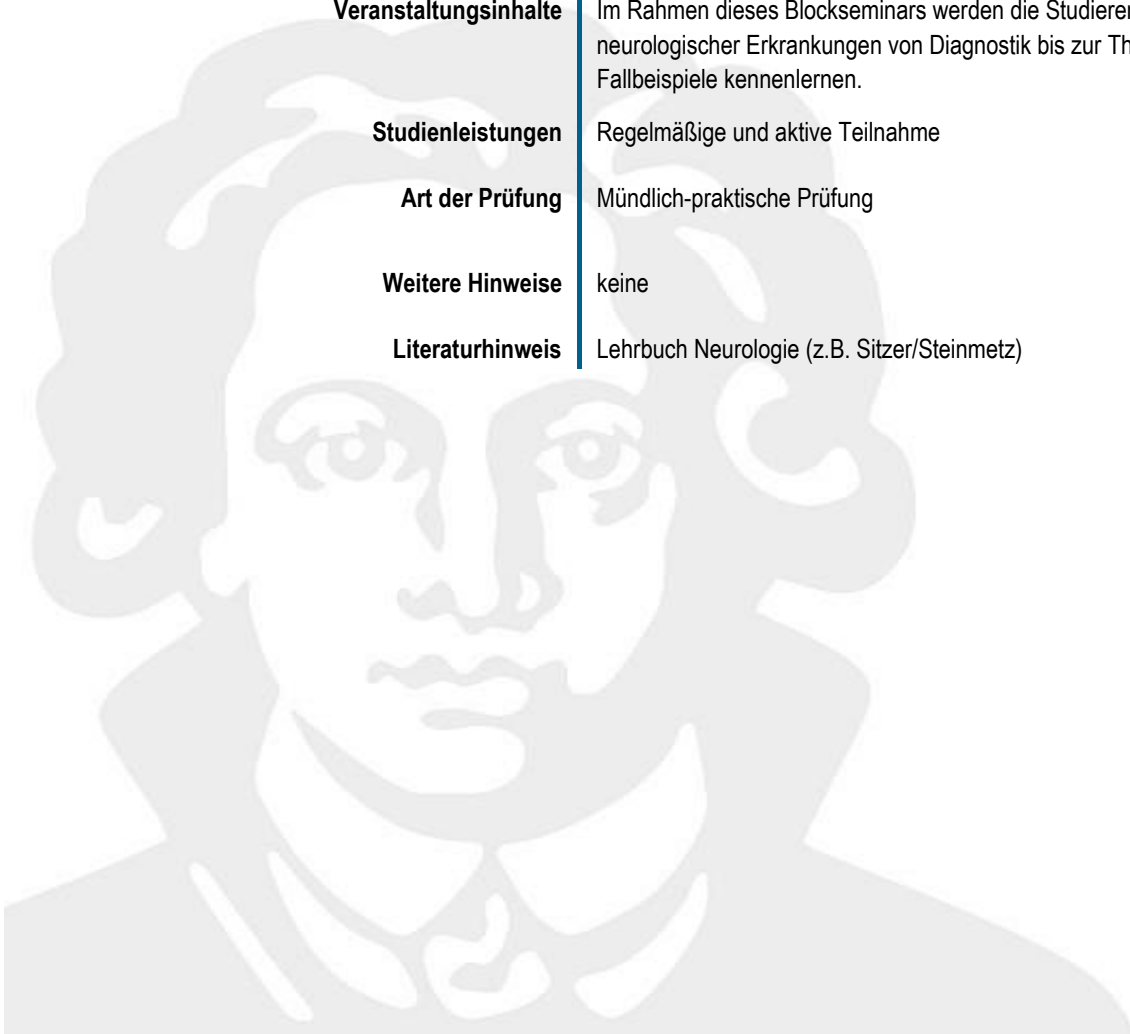 Veranstaltungsinhalte Im Rahmen dieses Blockseminars werden die
neurologischer Erkrankungen von Diagnostik bis zur
Fallbeispiele kennenlernen.
Studienleistungen Regelmäßige und aktive Teilnahme
Art der Prüfung Mündlich-praktische Prüfung
Weitere Hinweise keine
Literaturhinweis Lehrbuch Neurologie (z.B. Sitzer/Steinmetz)